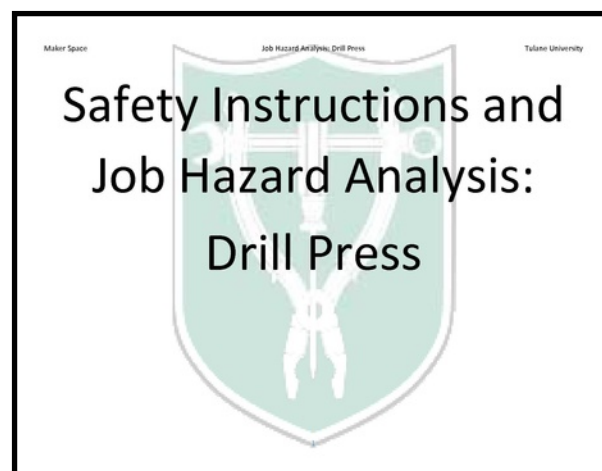 Maker Space Job Hazard Analysis: Drill Press Tulane University
Safety Instructions and
Job Hazard Analysis:
Drill Press